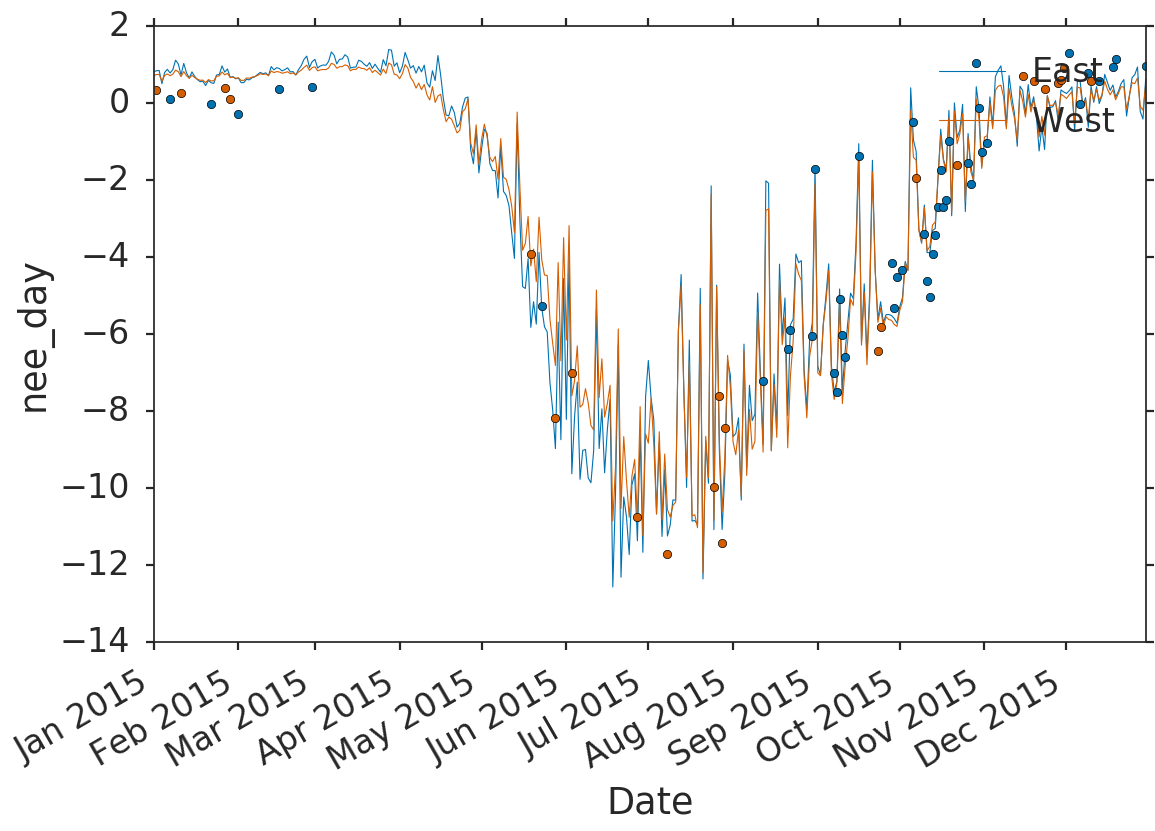 2
0
−2
−4
−6
−8
−10
−12
−14
nee_day
East
West
Jan 2015
Feb 2015
Mar 2015
Apr 2015
May 2015
Jun 2015
Jul 2015
Aug 2015
Sep 2015
Oct 2015
Nov 2015
Dec 2015
Date